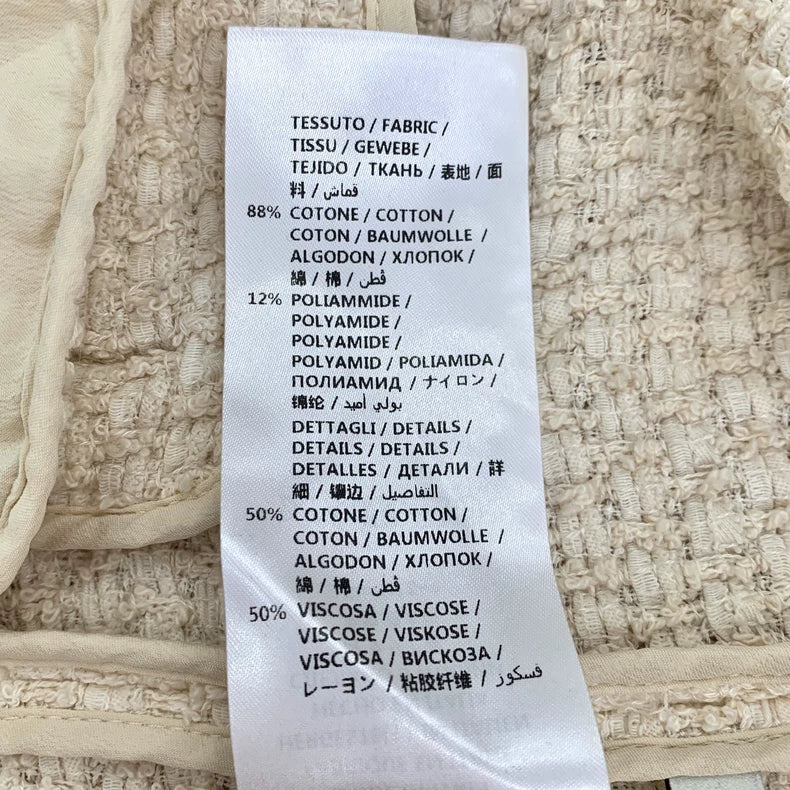 TESSUTO / FABRIC /
TISSU / GEWEBE /
TEJIDO / ТКАНЬ / 表地 / 面
料 / قماش
88% COTONE / COTTON /
COTON / BAUMWOLLE /
ALGODON / ХЛОПОК /
綿 / 棉 / قطن
12% POLIAMMIDE /
POLYAMIDE /
POLYAMIDE /
POLYAMID / POLIAMIDA /
ПОЛИАМИД / ナイロン /
锦纶 / بولي أميد
DETTAGLI / DETAILS /
DETAILS / DETAILS /
DETALLES / ДЕТАЛИ / 詳
細 / 镶边 / التفاصيل
50% COTONE / COTTON /
COTON / BAUMWOLLE /
ALGODON / ХЛОПОК /
綿 / 棉 / قطن
50% VISCOSA / VISCOSE /
VISCOSE / VISKOSE /
VISCOSA / ВИСКОЗА /
レーヨン / 粘胶纤维 / فسكوز